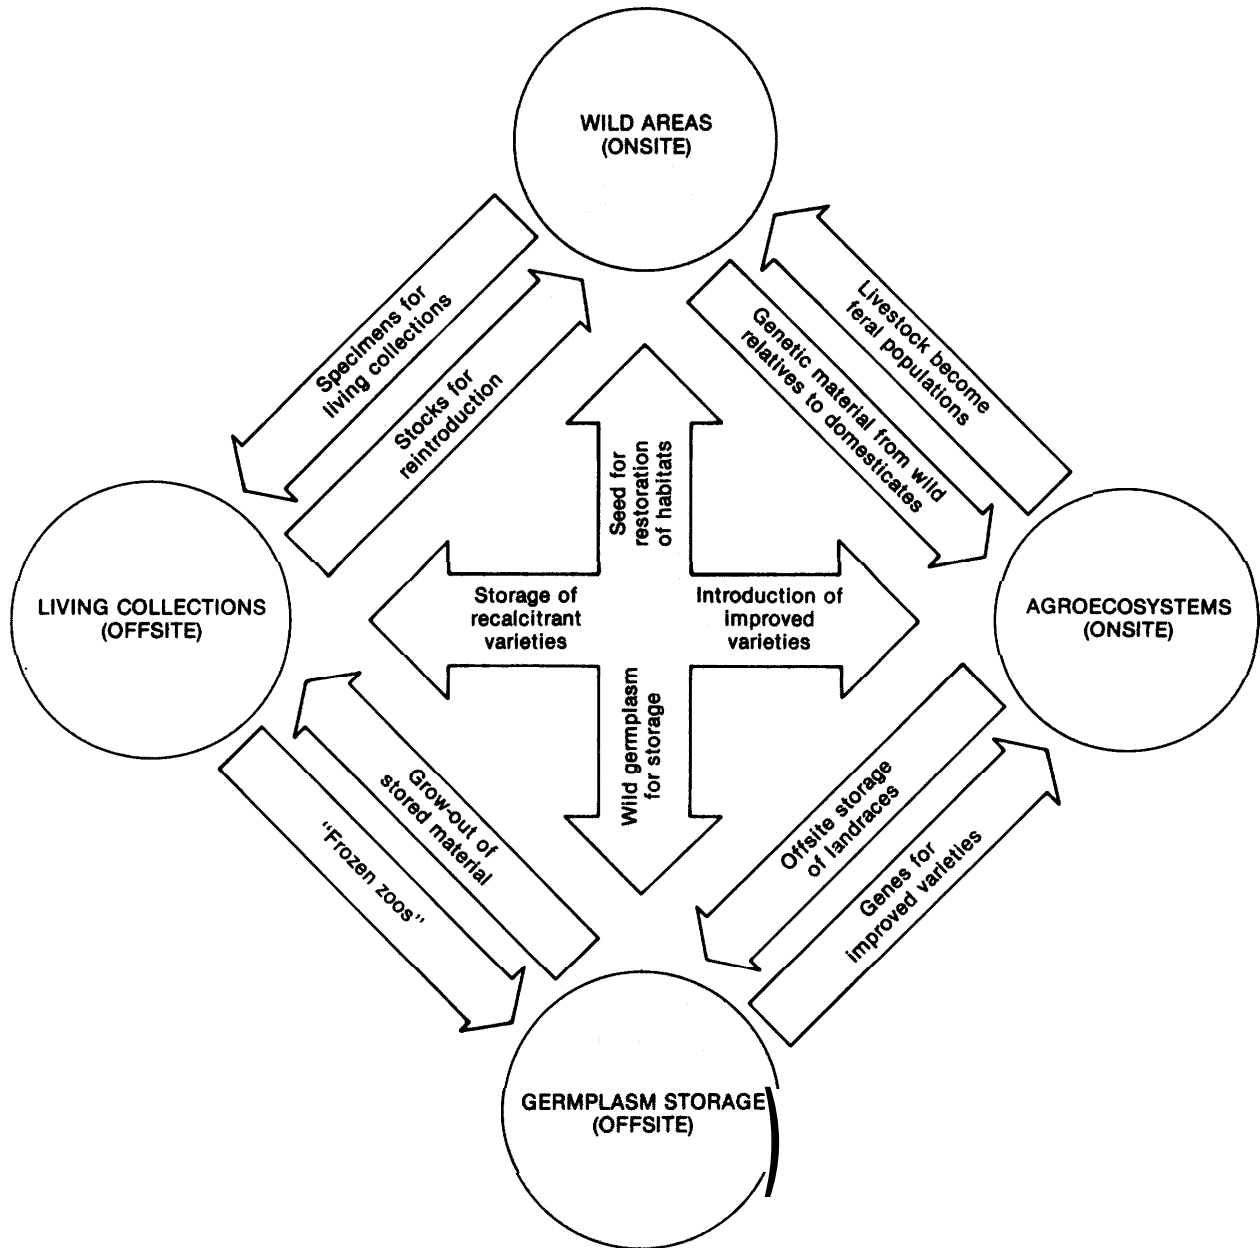 WILD AREAS
(ONSITE)
Specimens for
living collections
Stocks for
reintroduction
Livestock become
feral populations
Genetic material from wild
relatives to domesticates
Seed for
restoration
of habitats
LIVING COLLECTIONS
(OFFSITE)
Storage of
recalcitrant
varieties
Introduction of
improved
varieties
AGROECOSYSTEMS
(ONSITE)
Wild germplasm
for storage
Grow-out of
stored material
"Frozen zoos"
Offsite storage
of landraces
Genes for
improved varieties
GERMPLASM STORAGE
(OFFSITE)